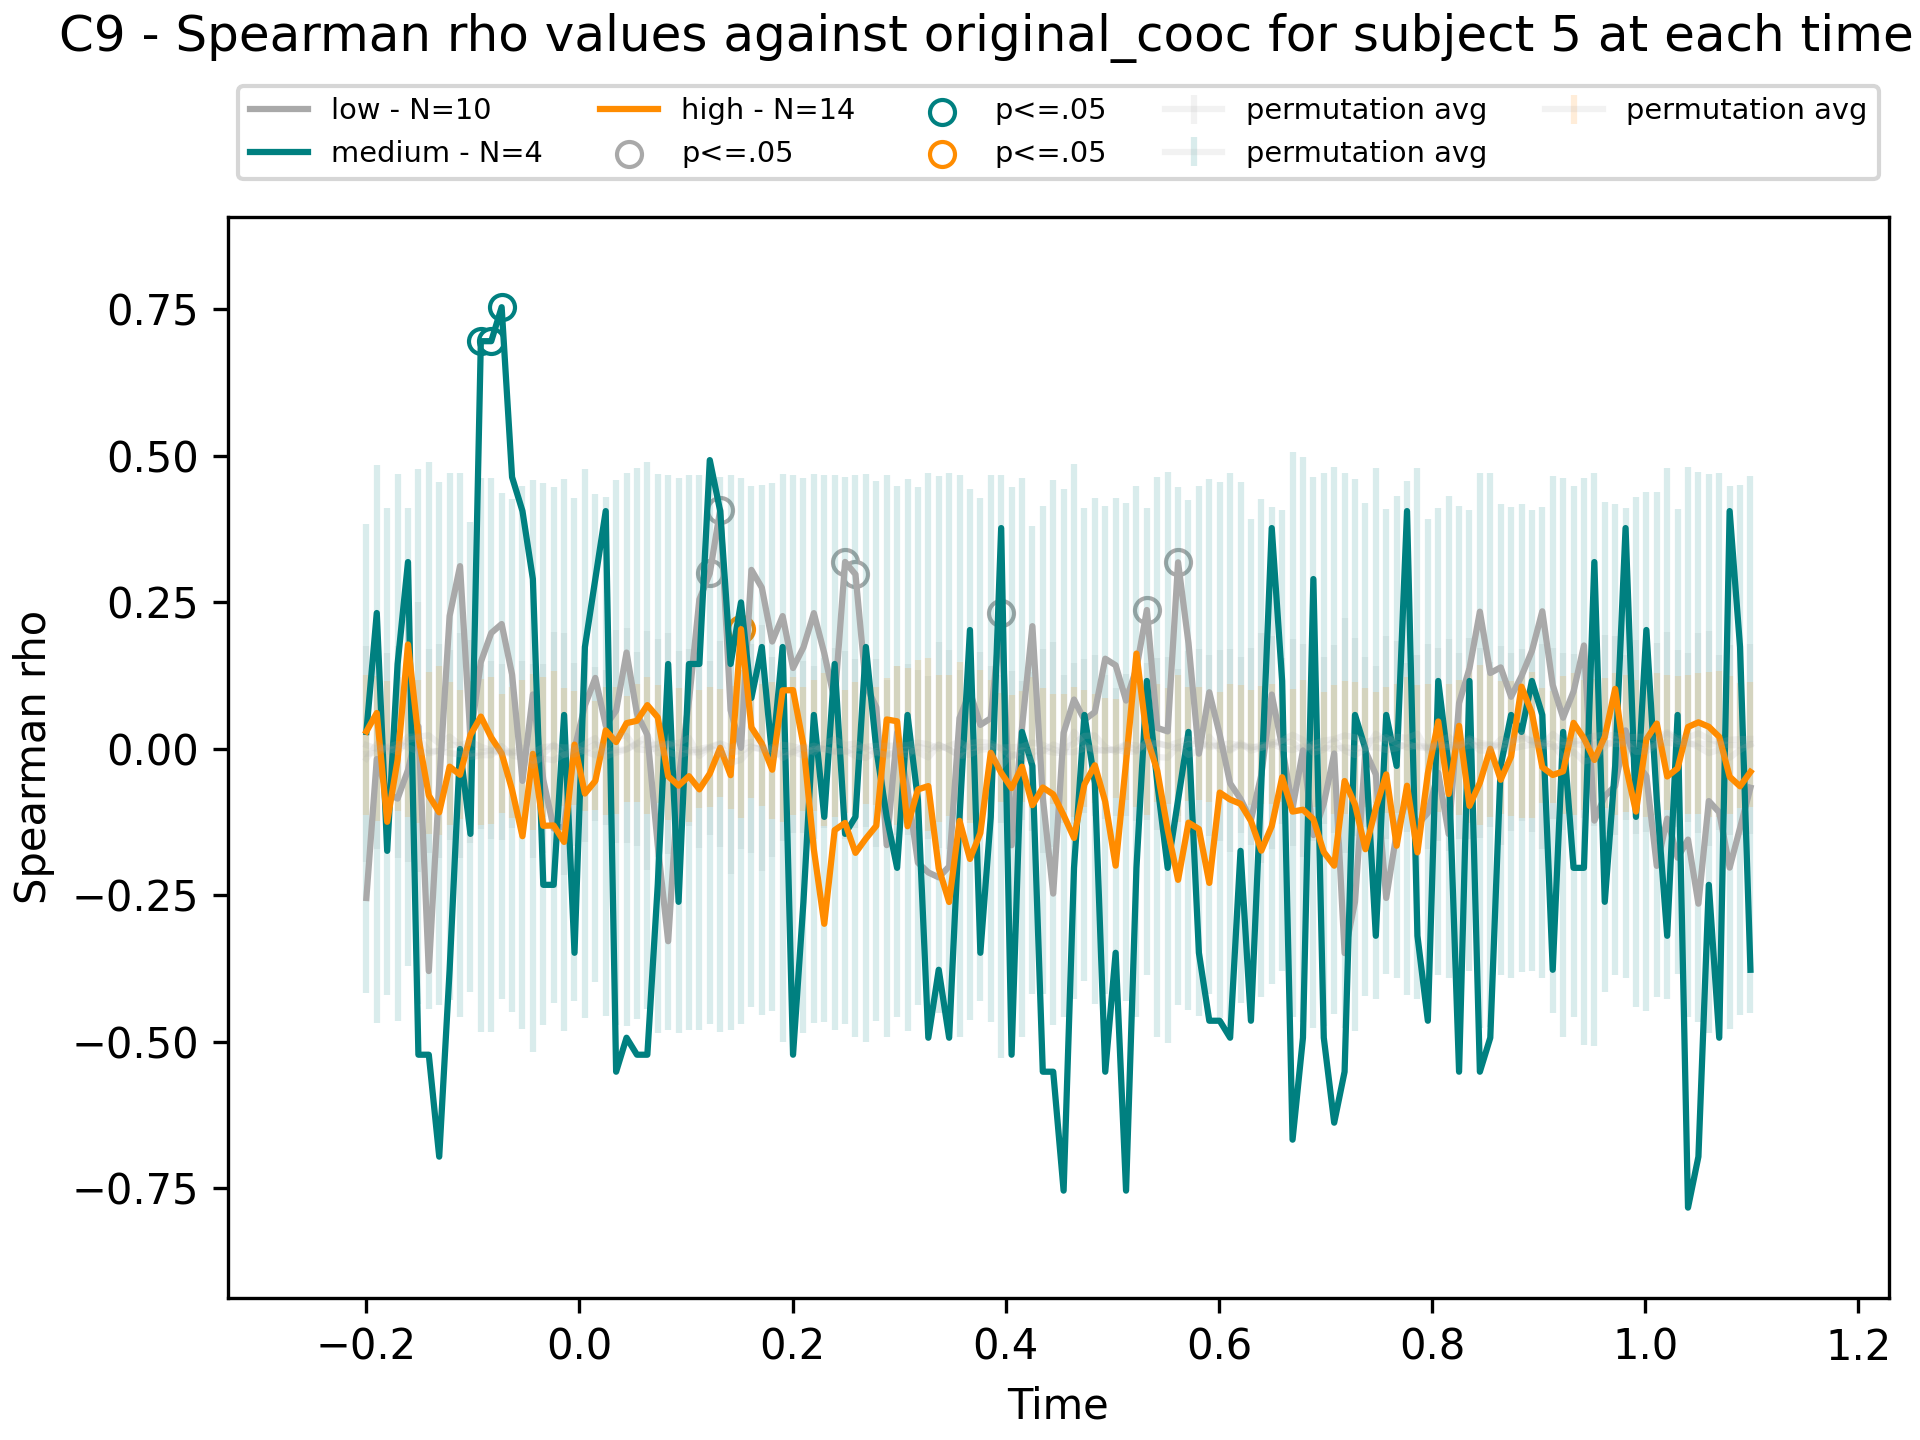 C9 - Spearman rho values against original_cooc for subject 5 at each time
low - N=10
medium - N=4
high - N=14
p<=.05
p<=.05
p<=.05
permutation avg
permutation avg
permutation avg
Spearman rho
0.75
0.50
0.25
0.00
−0.25
−0.50
−0.75
−0.2
0.0
0.2
0.4
0.6
0.8
1.0
1.2
Time